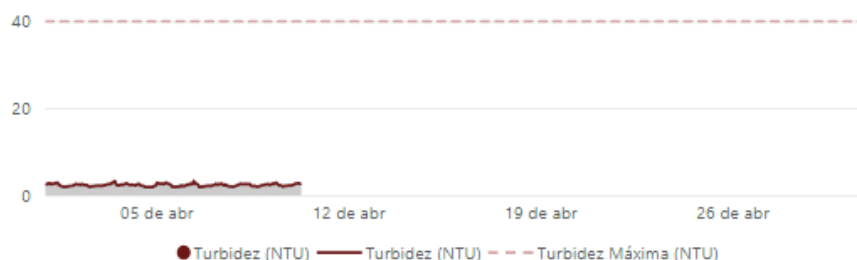 40
20
0
05 de abr 12 de abr 19 de abr 26 de abr
Turbidez (NTU) Turbidez (NTU) Turbidez Máxima (NTU)